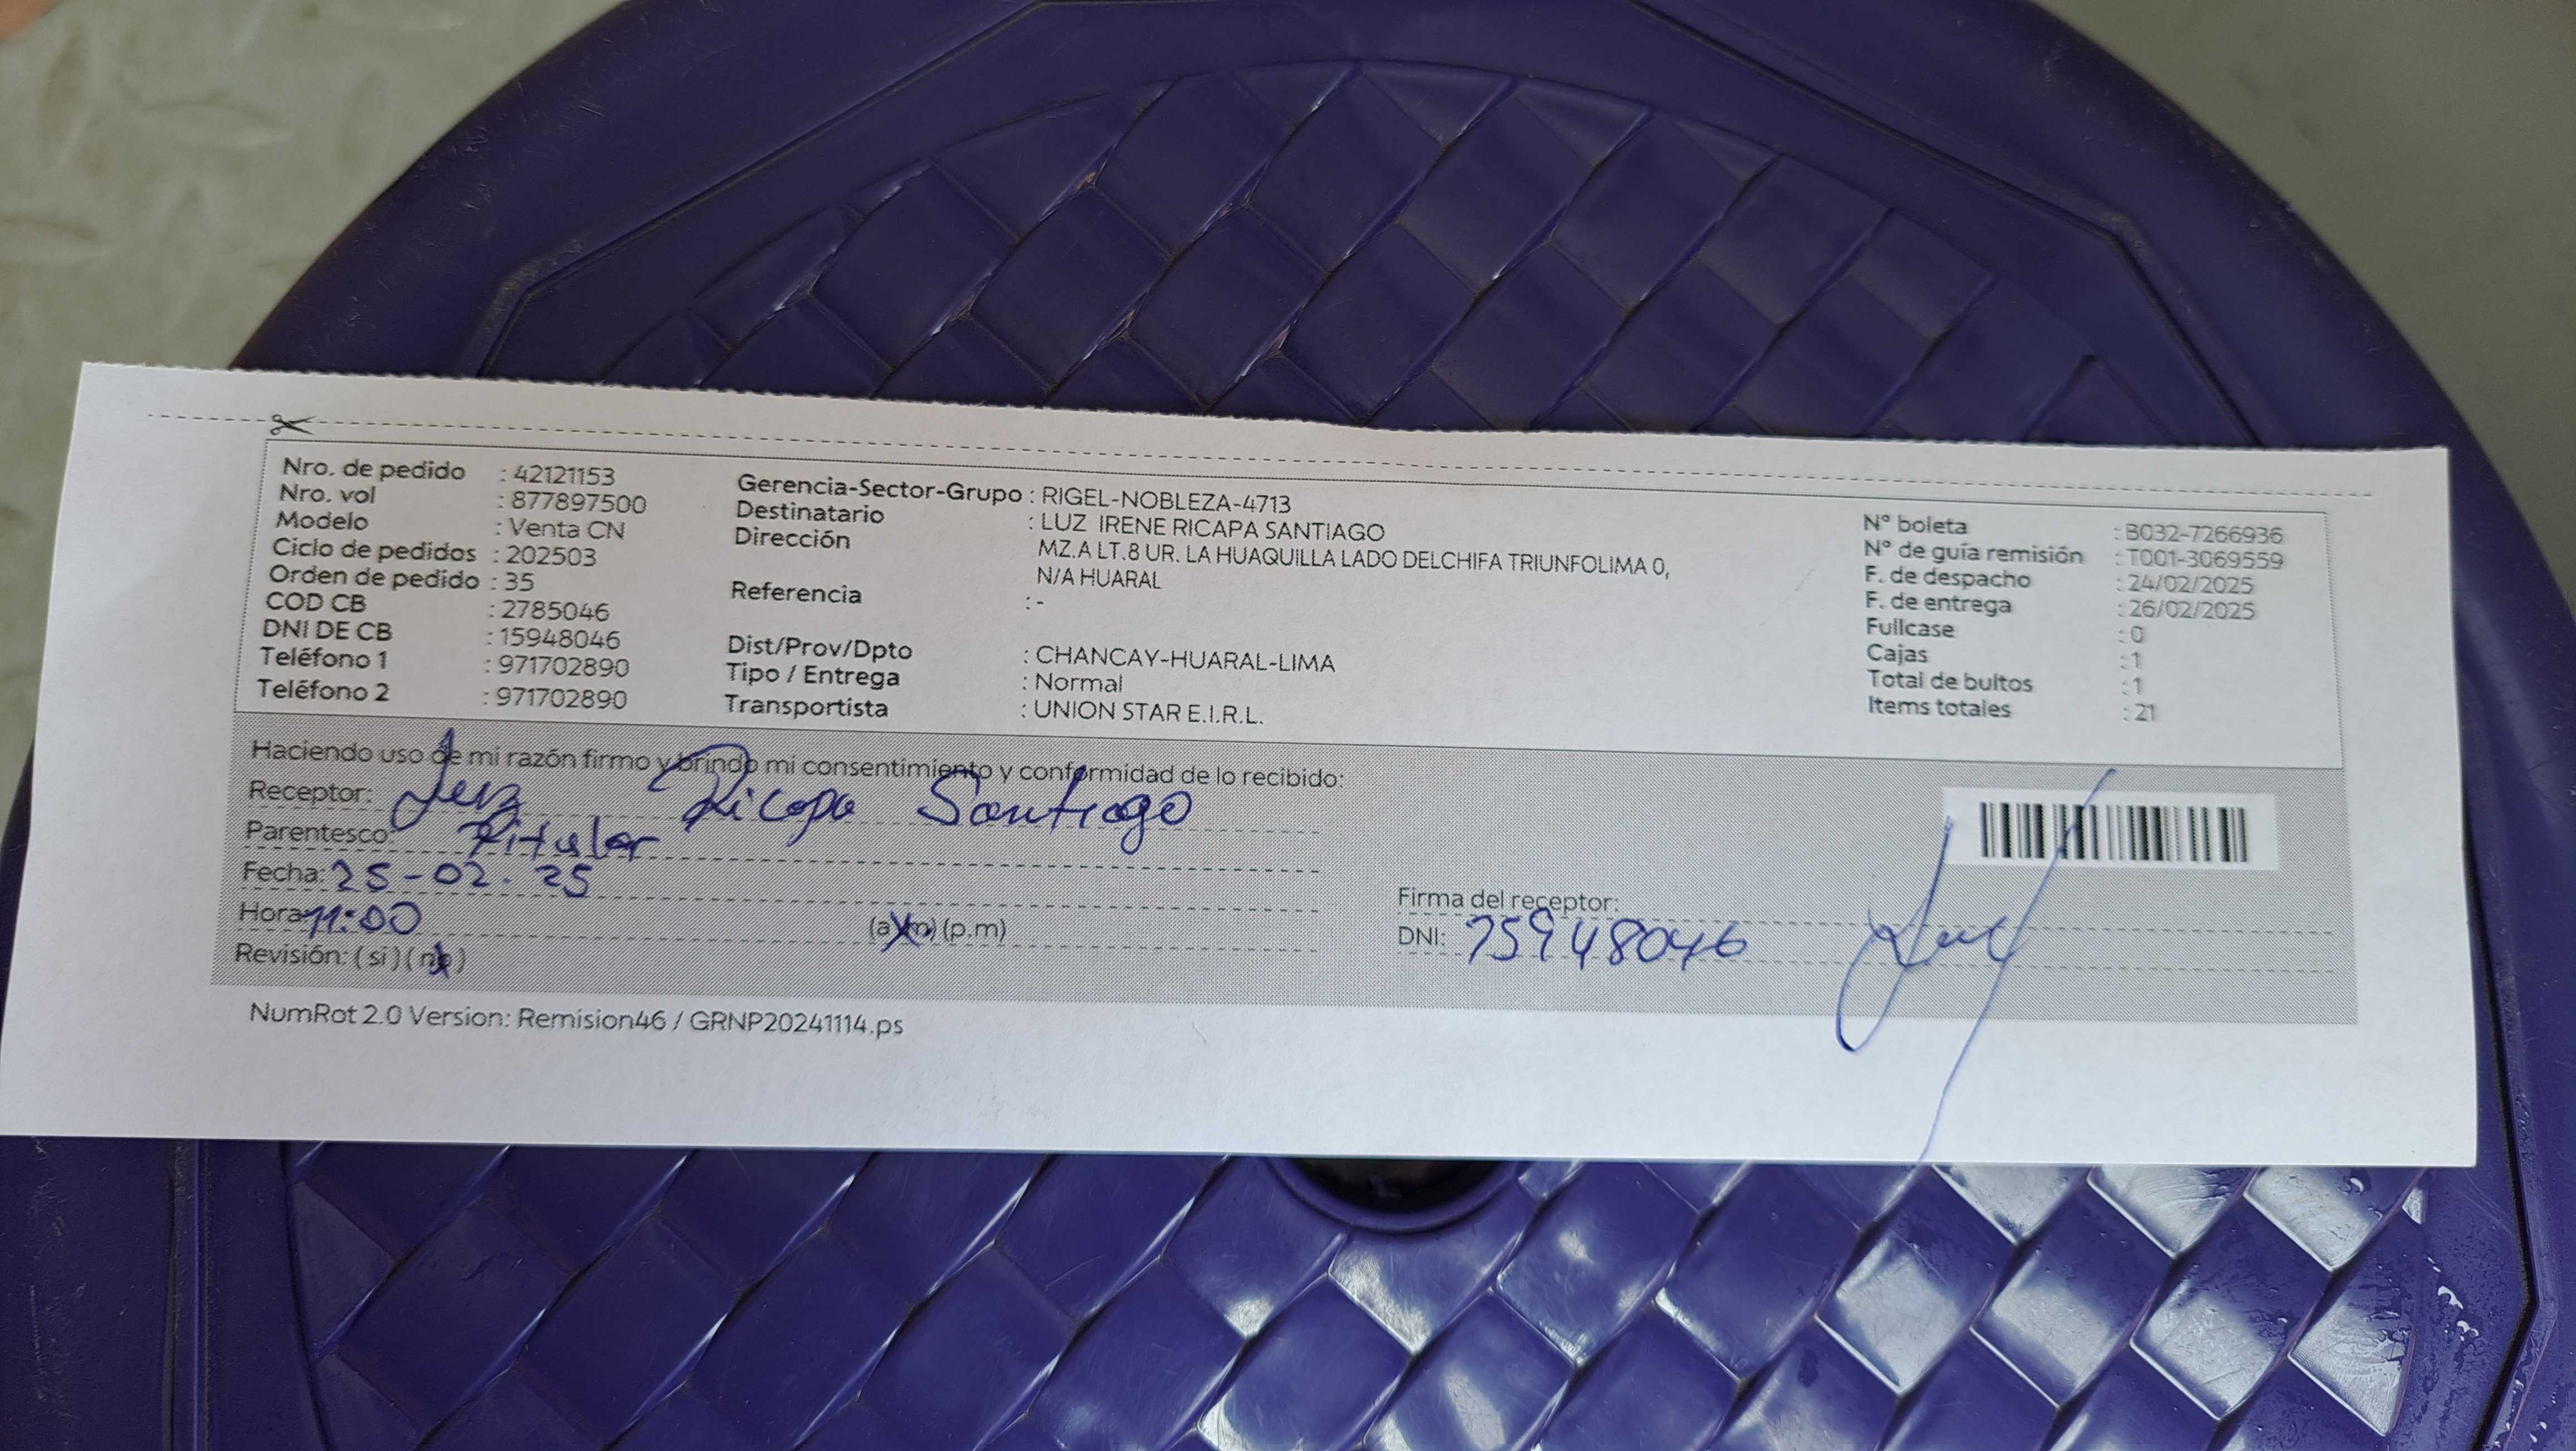 Nro. de pedido : 42121153
Nro. vol : 877897500
Modelo : Venta CN
Ciclo de pedidos : 202503
Orden de pedido : 35
COD CB : 2785046
DNI DE CB : 15948046
Teléfono 1 : 971702890
Teléfono 2 : 971702890
Gerencia-Sector-Grupo : RIGEL-NOBLEZA-4713
Destinatario : LUZ IRENE RICAPA SANTIAGO
Dirección MZ.A LT.8 UR. LA HUAQUILLA LADO DELCHIFA TRIUNFOLIMA 0,
N/A HUARAL
Referencia : -
Dist/Prov/Dpto : CHANCAY-HUARAL-LIMA
Tipo / Entrega : Normal
Transportista : UNION STAR E.I.R.L.
N° boleta : B032-7266936
N° de guía remisión : T001-3069559
F. de despacho : 24/02/2025
F. de entrega : 26/02/2025
Fullcase : 0
Cajas : 1
Total de bultos : 1
Items totales : 21
Haciendo uso de mi razón firmo y brindo mi consentimiento y conformidad de lo recibido:
Receptor: Luz Ricapa Santiago
Parentesco: Titular
Fecha: 25-02-25
Hora: 11:00 (a.m) (p.m)
Revisión: (si) (no)
Firma del receptor:
DNI: 15948046
NumRot 2.0 Version: Remision46 / GRNP20241114.ps